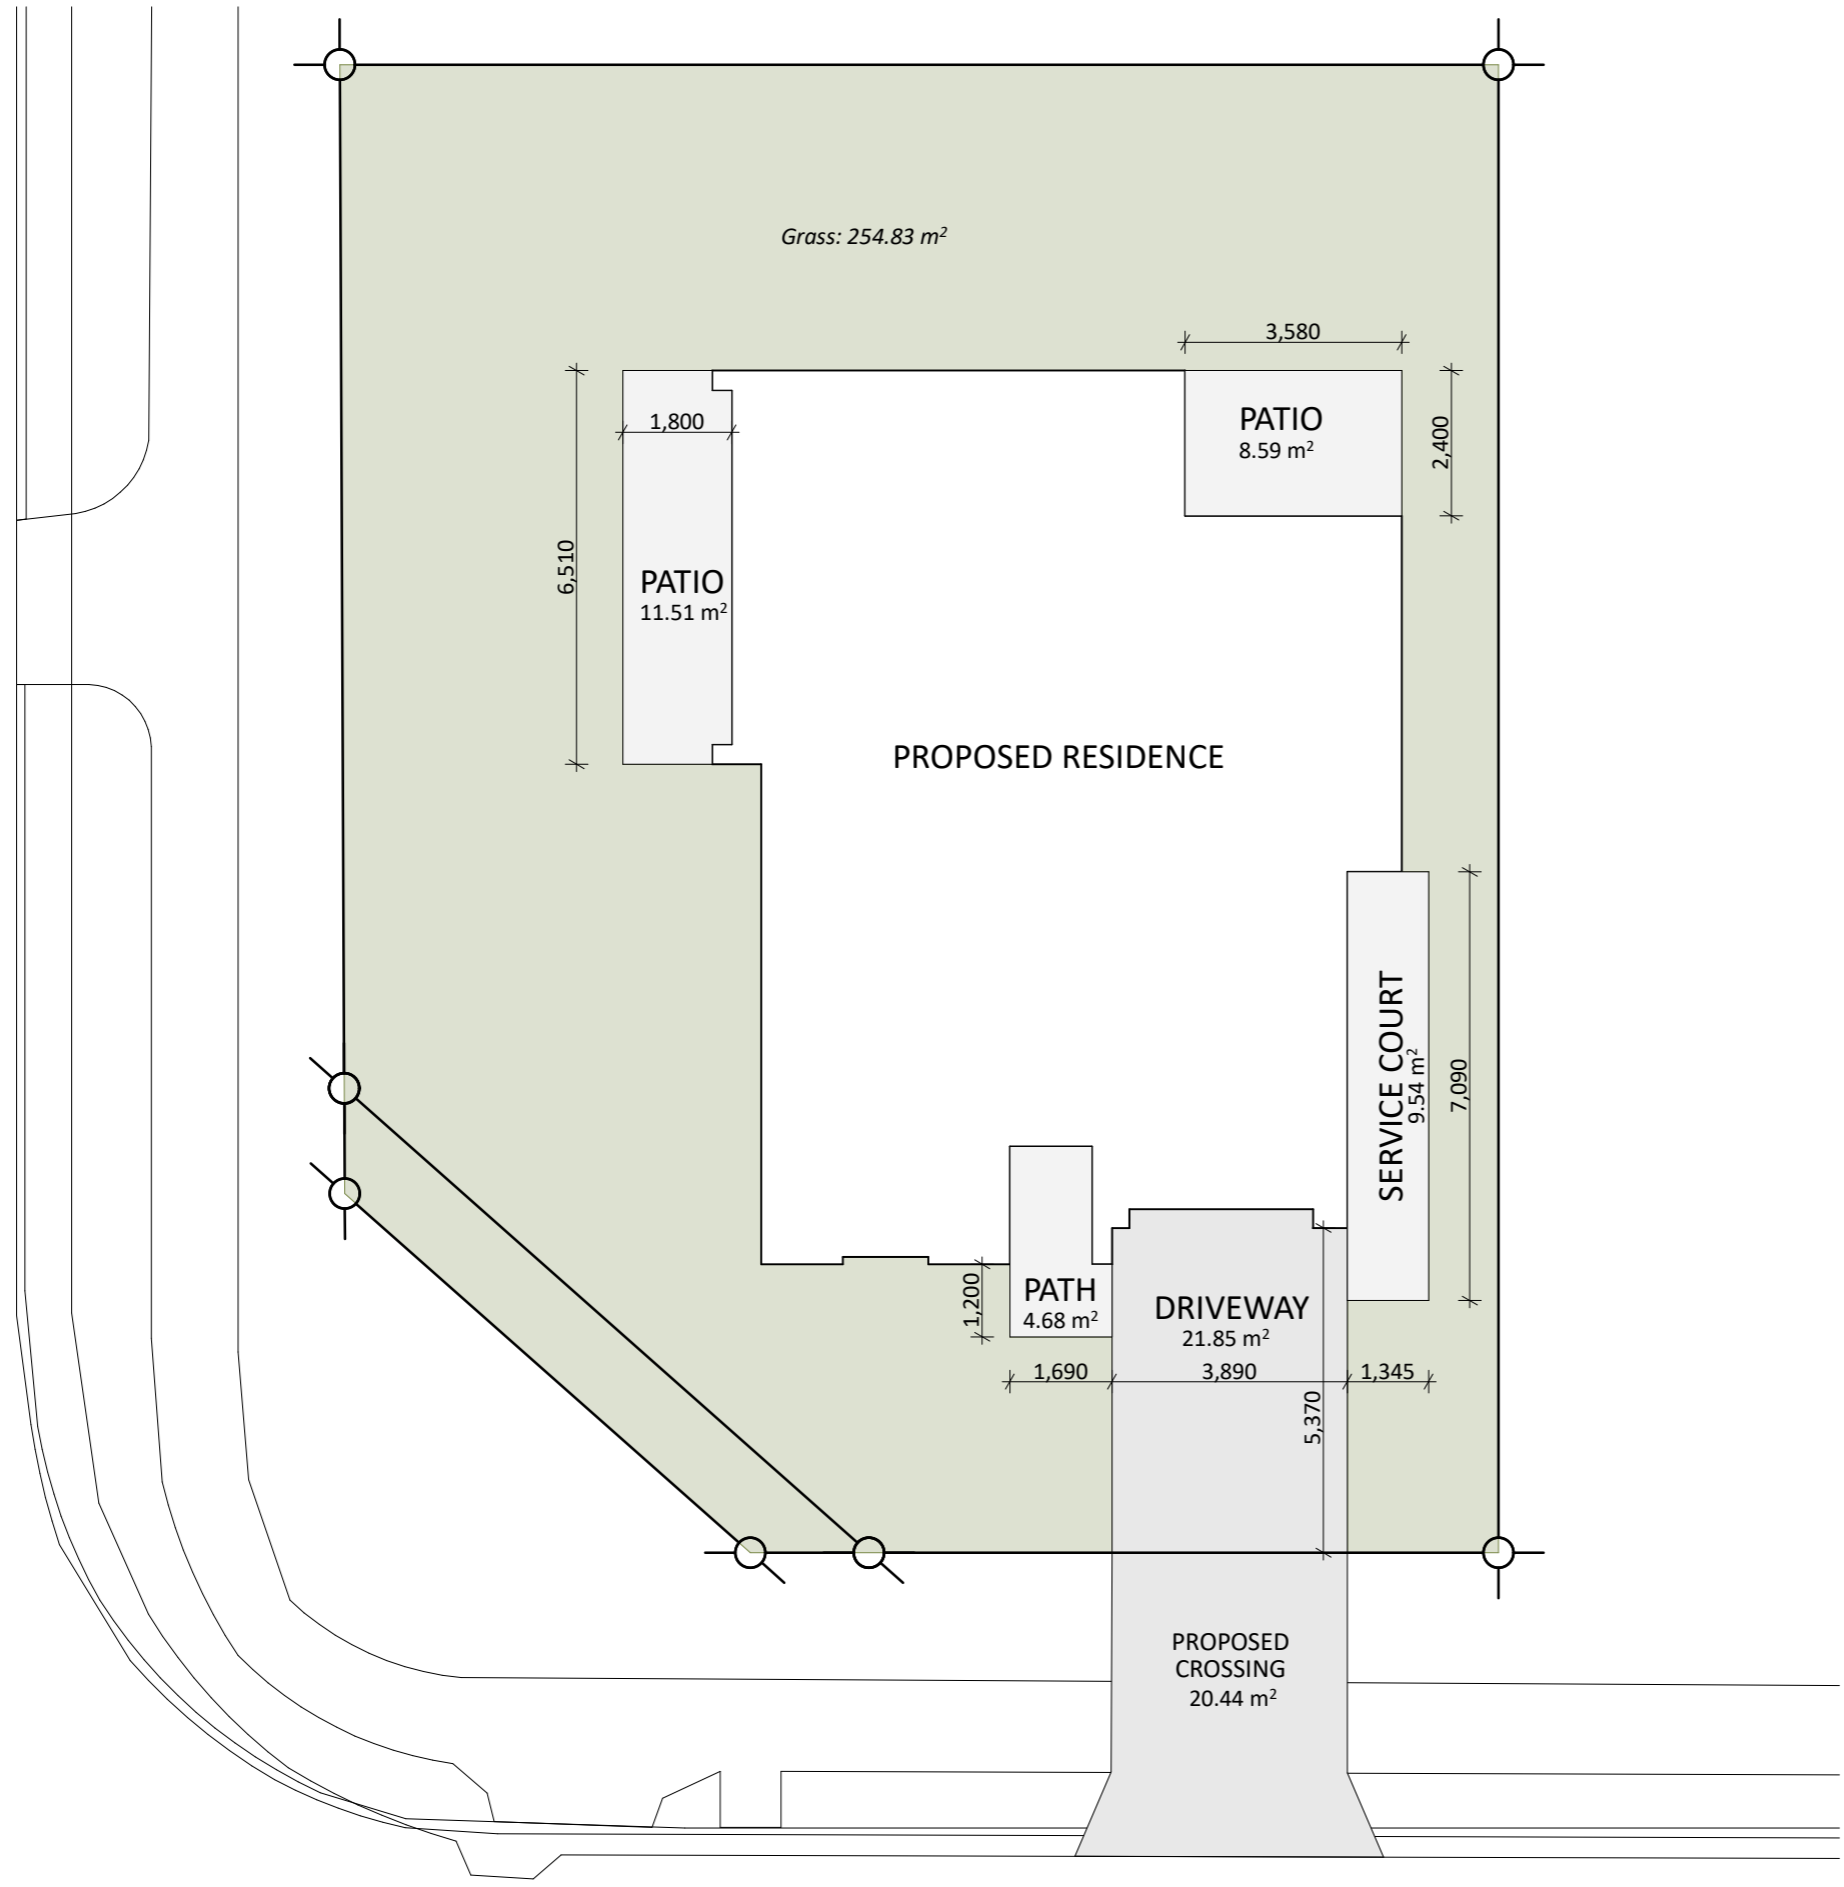 Grass: 254.83 m²
3,580
PATIO
8.59 m²
2,400
1,800
6,510
PATIO
11.51 m²
PROPOSED RESIDENCE
SERVICE COURT
9.54 m²
7,090
1,200
PATH
4.68 m²
DRIVEWAY
21.85 m²
1,690
3,890
1,345
5,370
PROPOSED
CROSSING
20.44 m²